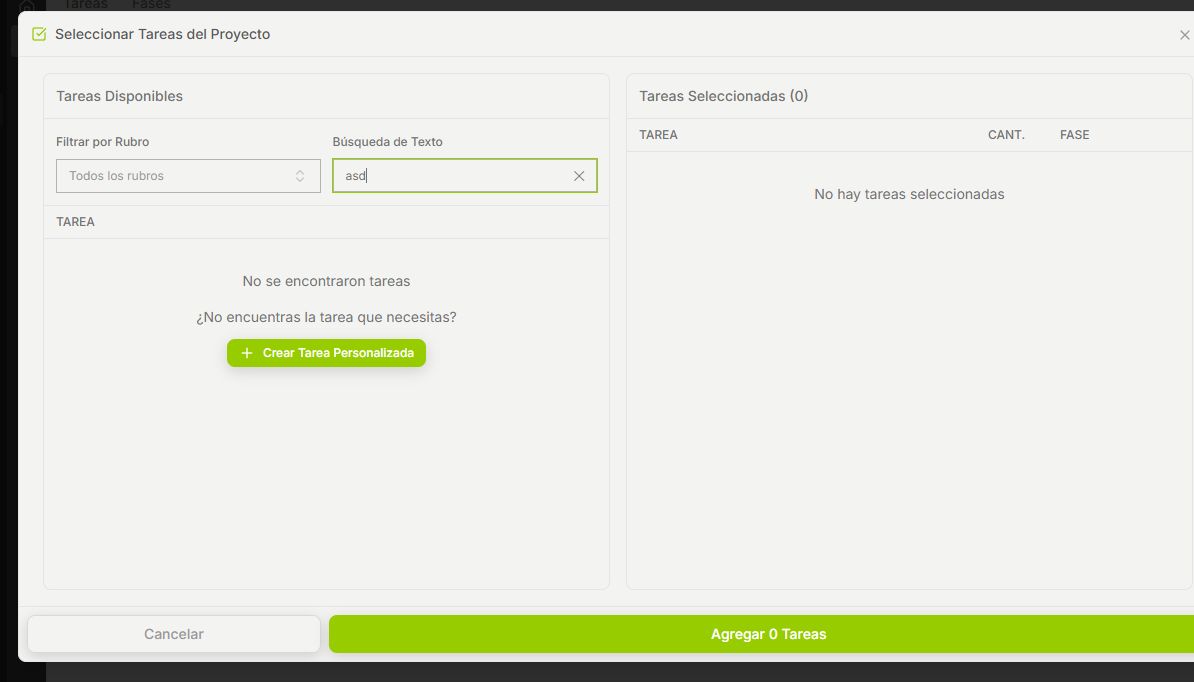 Tareas Fases
Seleccionar Tareas del Proyecto
Tareas Disponibles
Filtrar por Rubro
Todos los rubros
Búsqueda de Texto
asd
TAREA
No se encontraron tareas
¿No encuentras la tarea que necesitas?
Crear Tarea Personalizada
Tareas Seleccionadas (0)
TAREA CANT. FASE
No hay tareas seleccionadas
Cancelar
Agregar 0 Tareas